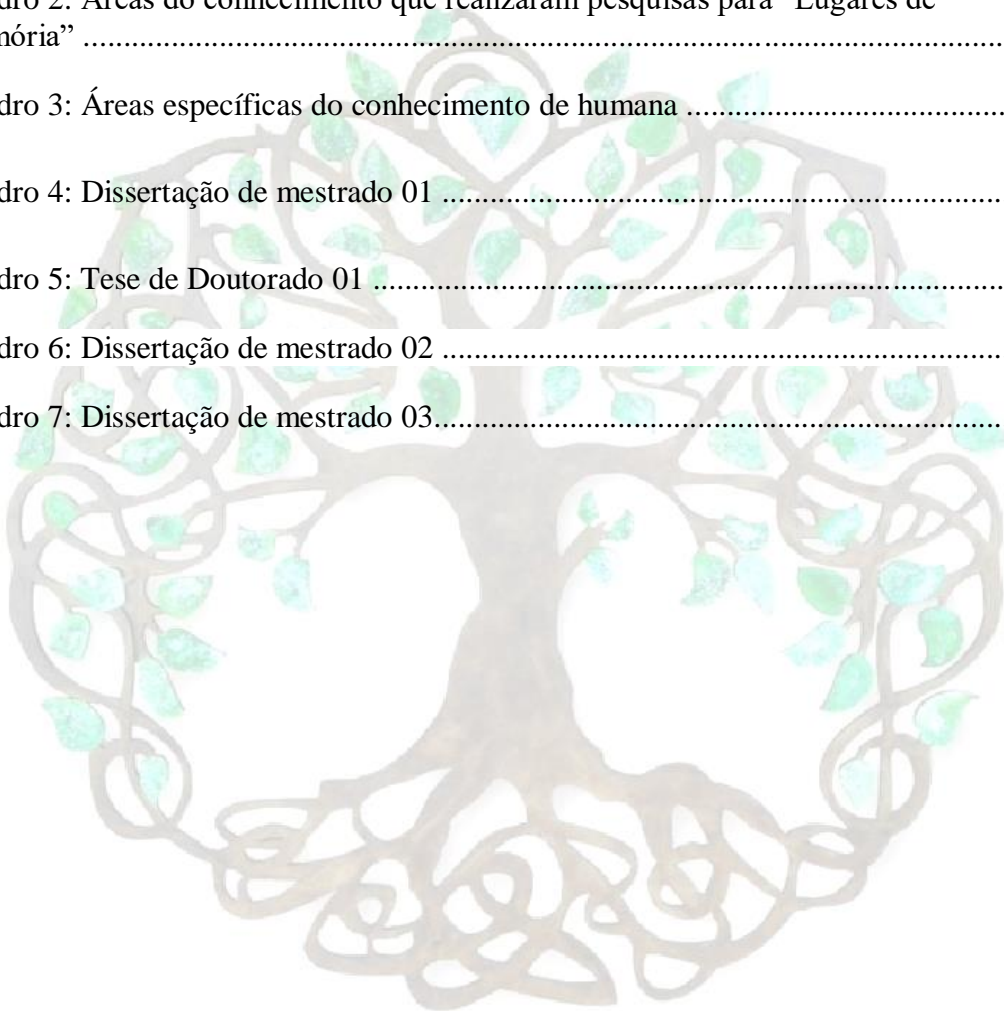 dro 2: Áreas do conhecimento que realizaram pesquisas para “Lugares de
mória” ....................................................................................................................
dro 3: Áreas específicas do conhecimento de humana ........................................
dro 4: Dissertação de mestrado 01 ......................................................................
dro 5: Tese de Doutorado 01 ...............................................................................
dro 6: Dissertação de mestrado 02 ......................................................................
dro 7: Dissertação de mestrado 03.......................................................................